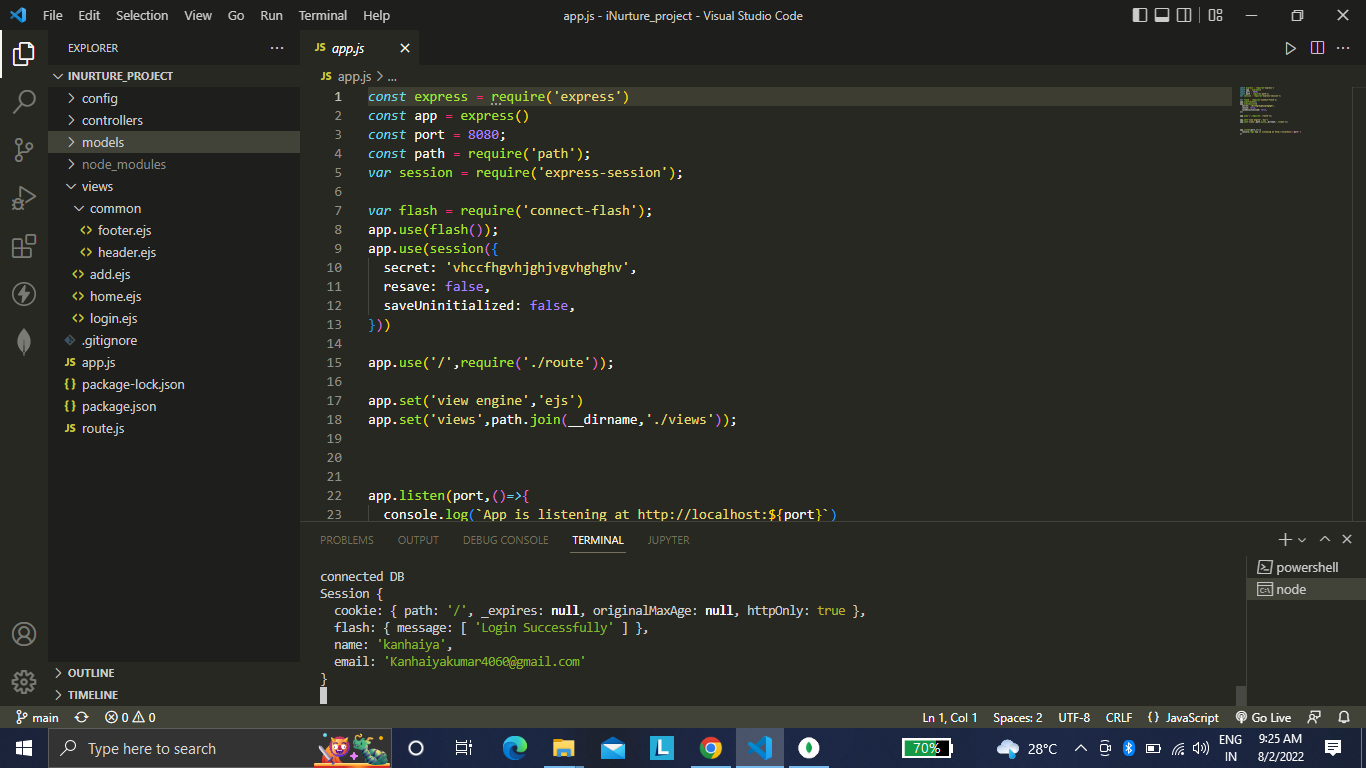 File Edit Selection View Go Run Terminal Help app.js - iNurture_project - Visual Studio Code
EXPLORER
INURTURE_PROJECT
config
controllers
models
node_modules
views
common
footer.ejs
header.ejs
add.ejs
home.ejs
login.ejs
.gitignore
JS app.js
{} package-lock.json
{} package.json
JS route.js
OUTLINE
TIMELINE
JS app.js
JS app.js > ...
1 const express = require('express')
2 const app = express()
3 const port = 8080;
4 const path = require('path');
5 var session = require('express-session');
6
7 var flash = require('connect-flash');
8 app.use(flash());
9 app.use(session({
10 secret: 'vhccfhgvhjghjvgvhghghv',
11 resave: false,
12 saveUninitialized: false,
13 }))
14
15 app.use('/',require('./route'));
16
17 app.set('view engine','ejs')
18 app.set('views',path.join(__dirname,'./views'));
19
20
21
22 app.listen(port,()=>{
23 console.log(`App is listening at http://localhost:${port}`)
PROBLEMS OUTPUT DEBUG CONSOLE TERMINAL JUPYTER
connected DB
Session {
cookie: { path: '/', _expires: null, originalMaxAge: null, httpOnly: true },
flash: { message: [ 'Login Successfully' ] },
name: 'kanhaiya',
email: 'Kanhaiyakumar4060@gmail.com'
}
powershell
node
main 0 0 Ln 1, Col 1 Spaces: 2 UTF-8 CRLF {} JavaScript Go Live
Type here to search
70%
28°C
ENG
IN
9:25 AM
8/2/2022